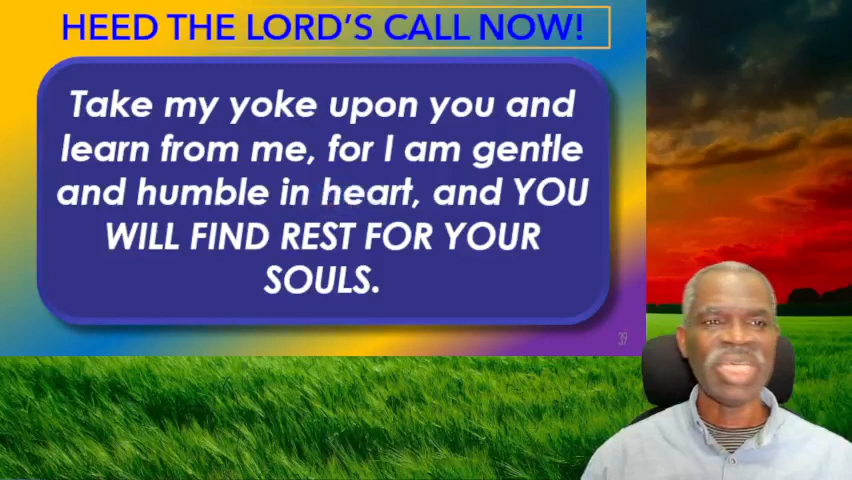 HEED THE LORD'S CALL NOW!
Take my yoke upon you and
learn from me, for I am gentle
and humble in heart, and YOU
WILL FIND REST FOR YOUR
SOULS.
39